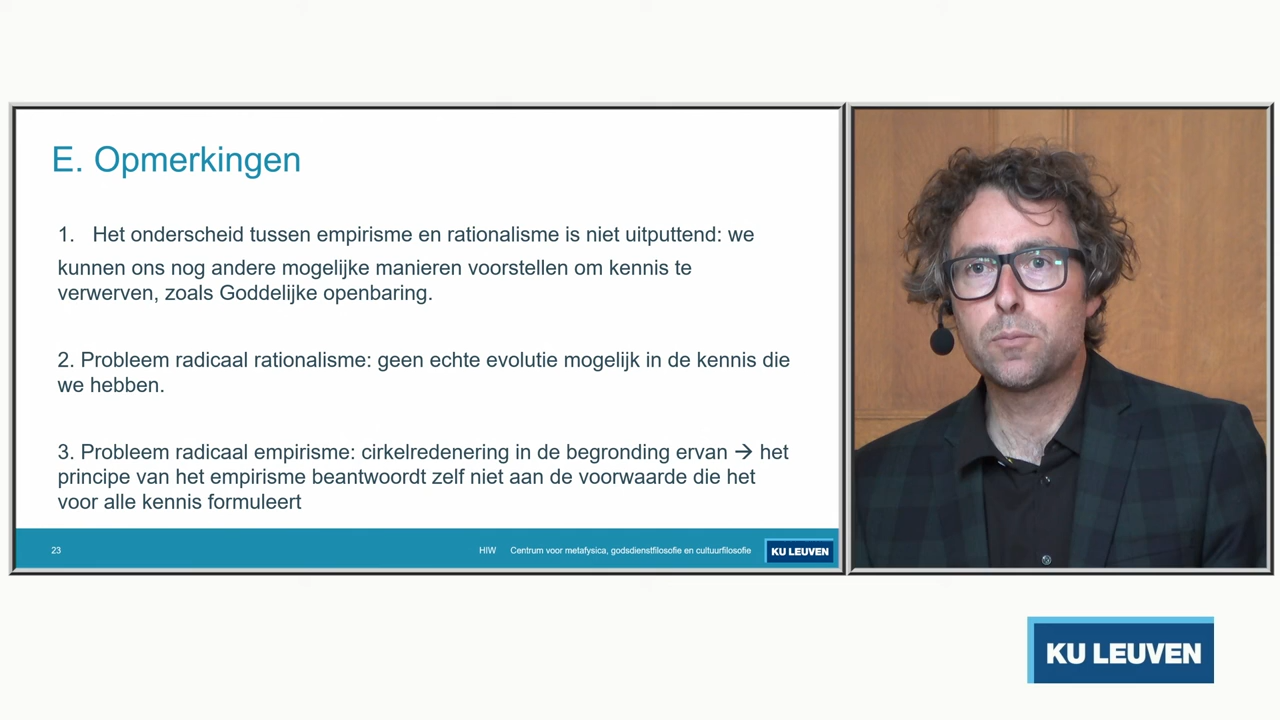 E. Opmerkingen
1. Het onderscheid tussen empirisme en rationalisme is niet uitputtend: we
kunnen ons nog andere mogelijke manieren voorstellen om kennis te
verwerven, zoals Goddelijke openbaring.
2. Probleem radicaal rationalisme: geen echte evolutie mogelijk in de kennis die
we hebben.
3. Probleem radicaal empirisme: cirkelredenering in de begronding ervan → het
principe van het empirisme beantwoordt zelf niet aan de voorwaarde die het
voor alle kennis formuleert
23 HIW Centrum voor metafysica, godsdienstfilosofie en cultuurfilosofie KU LEUVEN
KU LEUVEN